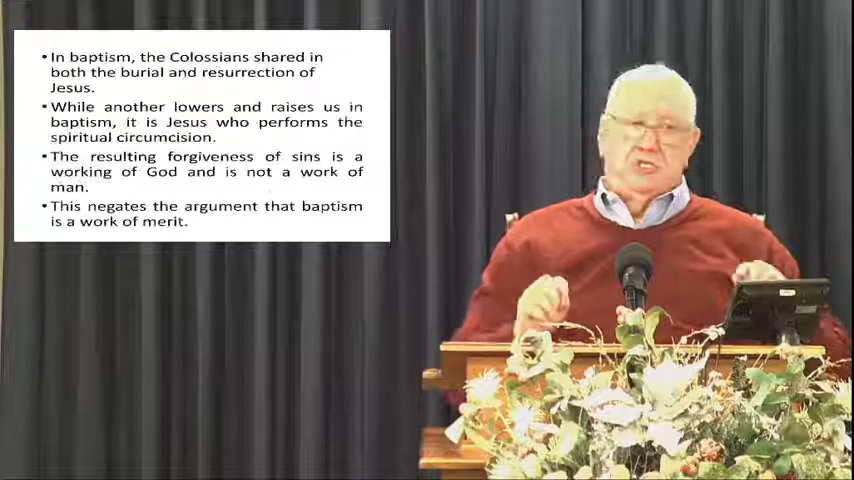 • In baptism, the Colossians shared in
both the burial and resurrection of
Jesus.
• While another lowers and raises us in
baptism, it is Jesus who performs the
spiritual circumcision.
• The resulting forgiveness of sins is a
working of God and is not a work of
man.
• This negates the argument that baptism
is a work of merit.